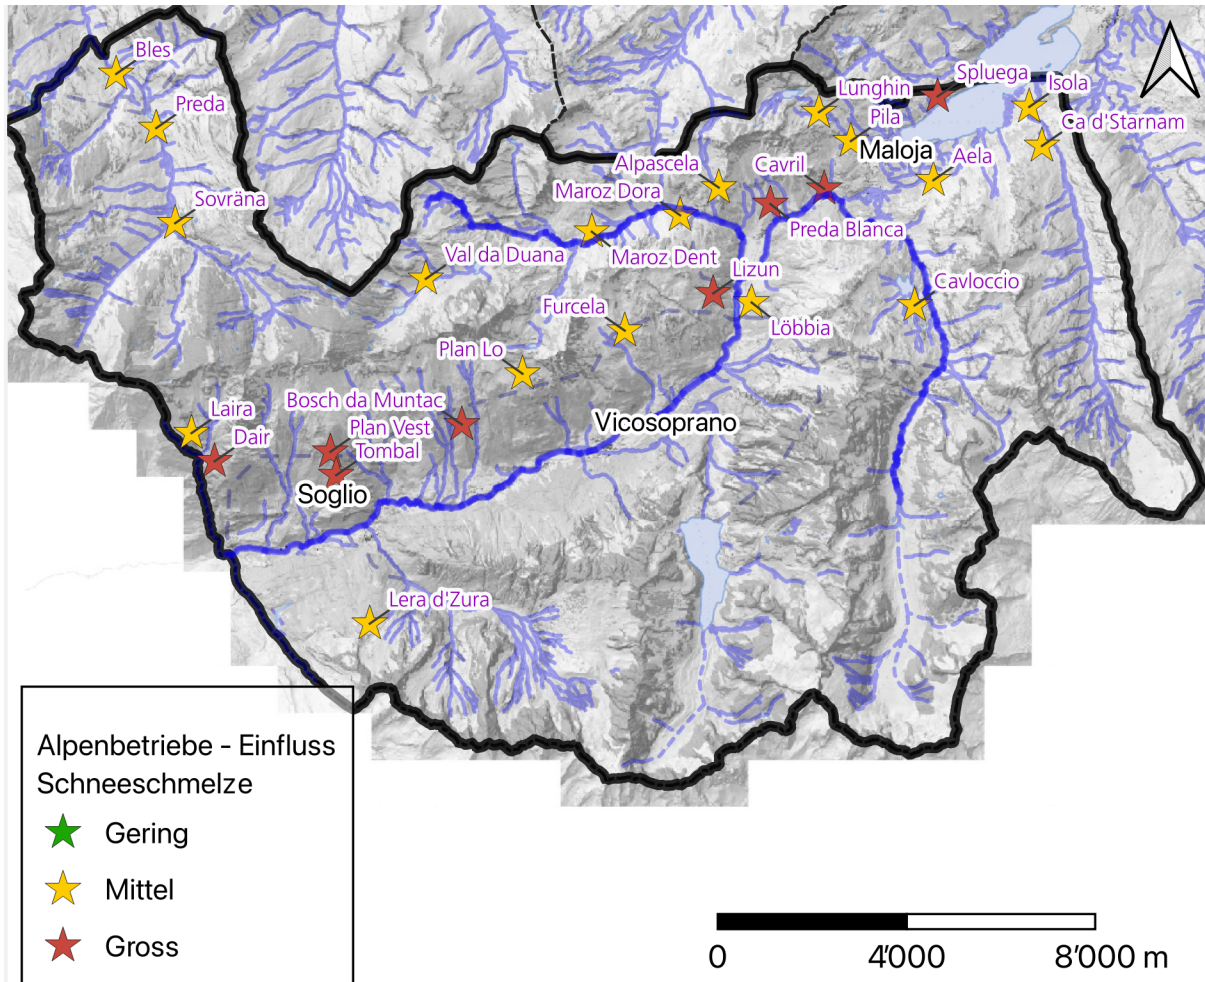 Bles
Spluega
Lunghin
Isola
Preda
Pila
Ca d'Starnam
Maloja
Alpascela
Cavril
Aela
Maroz Dora
Sovräna
Preda Blanca
Val da Duana
Maroz Dent
Lizun
Cavloccio
Furcela
Löbbia
Plan Lo
Bosch da Muntac
Laira
Plan Vest
Vicosoprano
Dair
Tombal
Soglio
Lera d'Zura
Alpenbetriebe - Einfluss
Schneeschmelze
Gering
Mittel
Gross
0 4'000 8'000 m